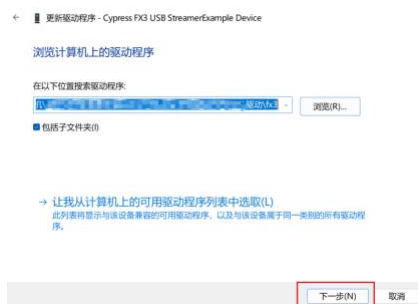 ← 更新驱动程序 - Cypress FX3 USB StreamerExample Device
浏览计算机上的驱动程序
在以下位置搜索驱动程序:
驱动\fx3
浏览(R)...
包括子文件夹(I)
→ 让我从计算机上的可用驱动程序列表中选取(L)
此列表将显示与该设备兼容的可用驱动程序，以及与该设备属于同一类别的所有驱动程
序。
下一步(N)
取消